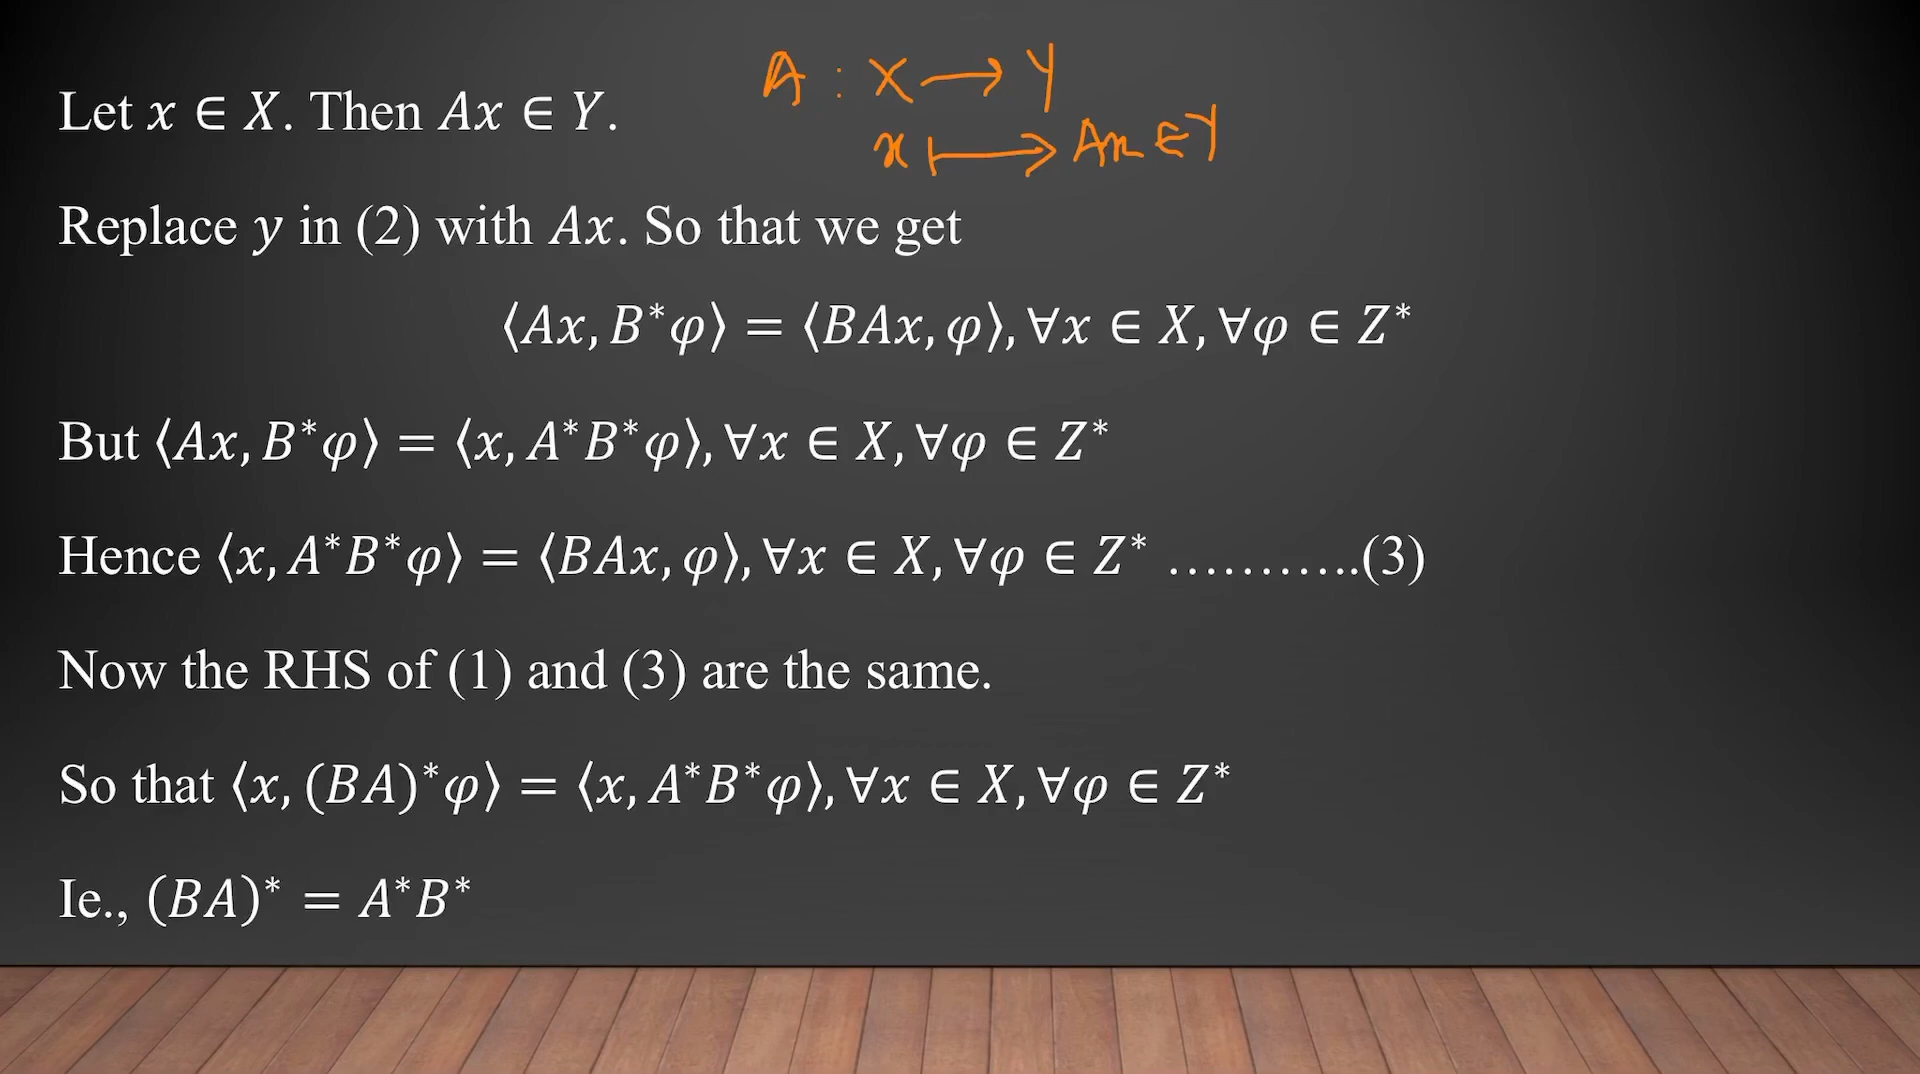 A : X ⟶ Y
Let x ∈ X. Then Ax ∈ Y.
x ⟼ Ax ∈ Y
Replace y in (2) with Ax. So that we get
⟨Ax, B*φ⟩ = ⟨BAx, φ⟩, ∀x ∈ X, ∀φ ∈ Z*
But ⟨Ax, B*φ⟩ = ⟨x, A*B*φ⟩, ∀x ∈ X, ∀φ ∈ Z*
Hence ⟨x, A*B*φ⟩ = ⟨BAx, φ⟩, ∀x ∈ X, ∀φ ∈ Z* ………..(3)
Now the RHS of (1) and (3) are the same.
So that ⟨x, (BA)*φ⟩ = ⟨x, A*B*φ⟩, ∀x ∈ X, ∀φ ∈ Z*
Ie., (BA)* = A*B*